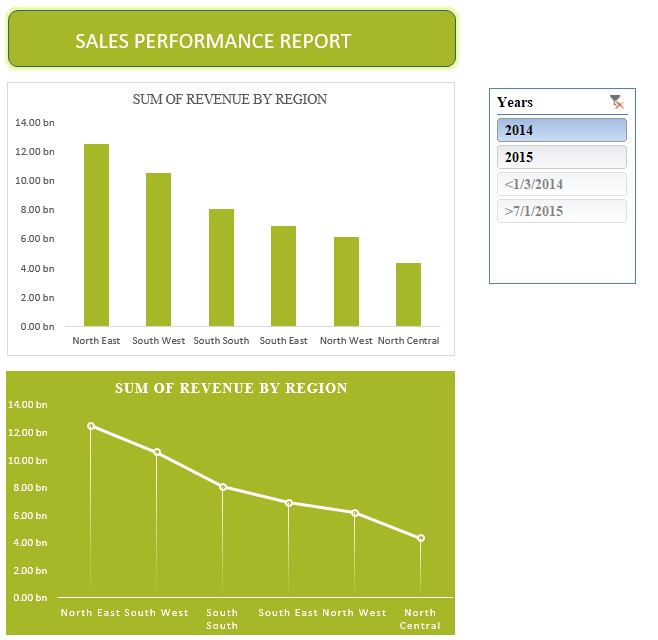 SALES PERFORMANCE REPORT
SUM OF REVENUE BY REGION
14.00 bn
12.00 bn
10.00 bn
8.00 bn
6.00 bn
4.00 bn
2.00 bn
0.00 bn
North East South West South South South East North West North Central
Years
2014
2015
<1/3/2014
>7/1/2015
SUM OF REVENUE BY REGION
14.00 bn
12.00 bn
10.00 bn
8.00 bn
6.00 bn
4.00 bn
2.00 bn
0.00 bn
North East South West South South East North West North
South Central